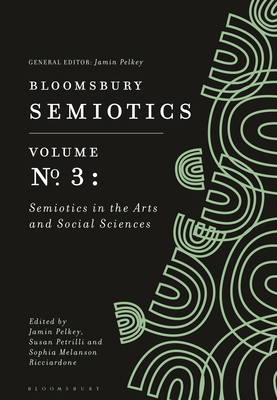 GENERAL EDITOR: Jamin Pelkey
BLOOMSBURY
SEMIOTICS
VOLUME
No. 3:
Semiotics in the Arts
and Social Sciences
Edited by
Jamin Pelkey,
Susan Petrilli and
Sophia Melanson
Ricciardone
BLOOMSBURY